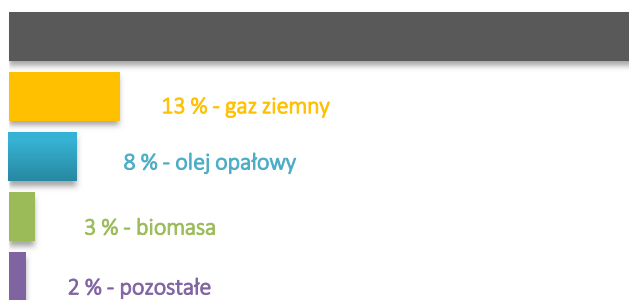 13 % - gaz ziemny
8 % - olej opałowy
3 % - biomasa
2 % - pozostałe